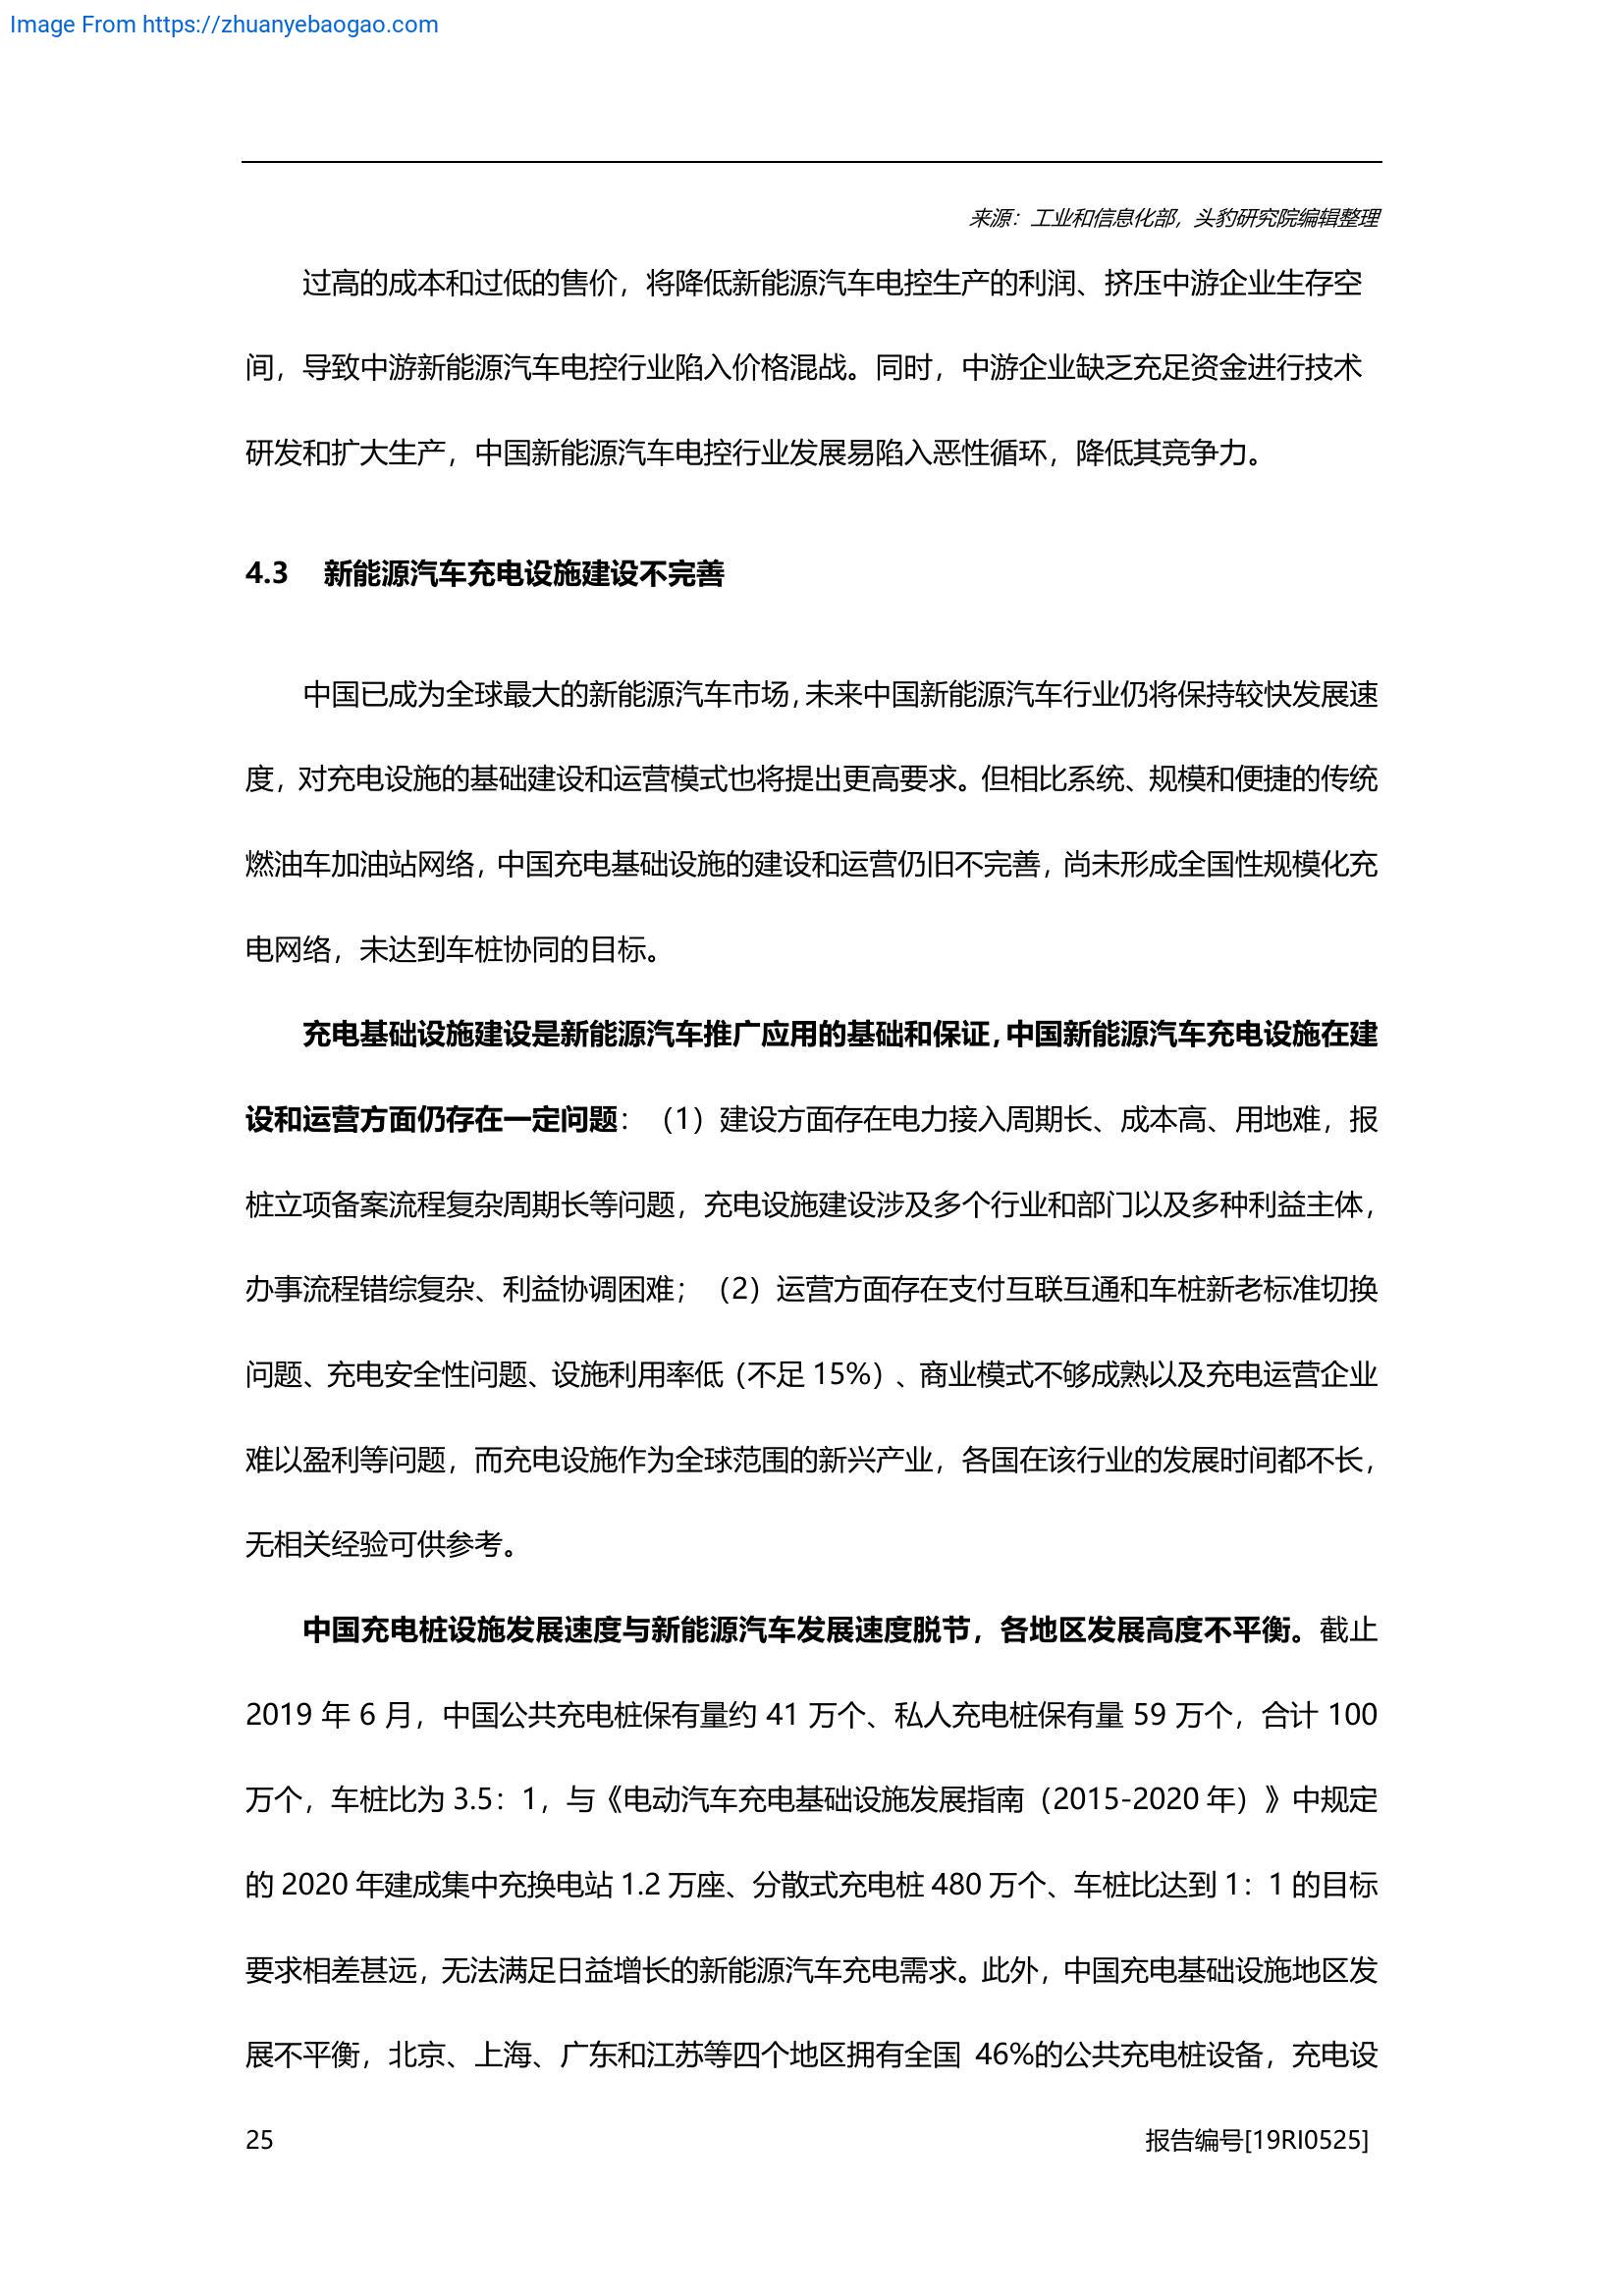 Image From https://zhuanyebaogao.com
来源：工业和信息化部，头豹研究院编辑整理
过高的成本和过低的售价，将降低新能源汽车电控生产的利润、挤压中游企业生存空
间，导致中游新能源汽车电控行业陷入价格混战。同时，中游企业缺乏充足资金进行技术
研发和扩大生产，中国新能源汽车电控行业发展易陷入恶性循环，降低其竞争力。
4.3 新能源汽车充电设施建设不完善
中国已成为全球最大的新能源汽车市场，未来中国新能源汽车行业仍将保持较快发展速
度，对充电设施的基础建设和运营模式也将提出更高要求。但相比系统、规模和便捷的传统
燃油车加油站网络，中国充电基础设施的建设和运营仍旧不完善，尚未形成全国性规模化充
电网络，未达到车桩协同的目标。
充电基础设施建设是新能源汽车推广应用的基础和保证，中国新能源汽车充电设施在建
设和运营方面仍存在一定问题：（1）建设方面存在电力接入周期长、成本高、用地难，报
桩立项备案流程复杂周期长等问题，充电设施建设涉及多个行业和部门以及多种利益主体，
办事流程错综复杂、利益协调困难；（2）运营方面存在支付互联互通和车桩新老标准切换
问题、充电安全性问题、设施利用率低（不足 15%）、商业模式不够成熟以及充电运营企业
难以盈利等问题，而充电设施作为全球范围的新兴产业，各国在该行业的发展时间都不长，
无相关经验可供参考。
中国充电桩设施发展速度与新能源汽车发展速度脱节，各地区发展高度不平衡。截止
2019 年 6 月，中国公共充电桩保有量约 41 万个、私人充电桩保有量 59 万个，合计 100
万个，车桩比为 3.5：1，与《电动汽车充电基础设施发展指南（2015-2020 年）》中规定
的 2020 年建成集中充换电站 1.2 万座、分散式充电桩 480 万个、车桩比达到 1：1 的目标
要求相差甚远，无法满足日益增长的新能源汽车充电需求。此外，中国充电基础设施地区发
展不平衡，北京、上海、广东和江苏等四个地区拥有全国 46%的公共充电桩设备，充电设
25 报告编号[19RI0525]